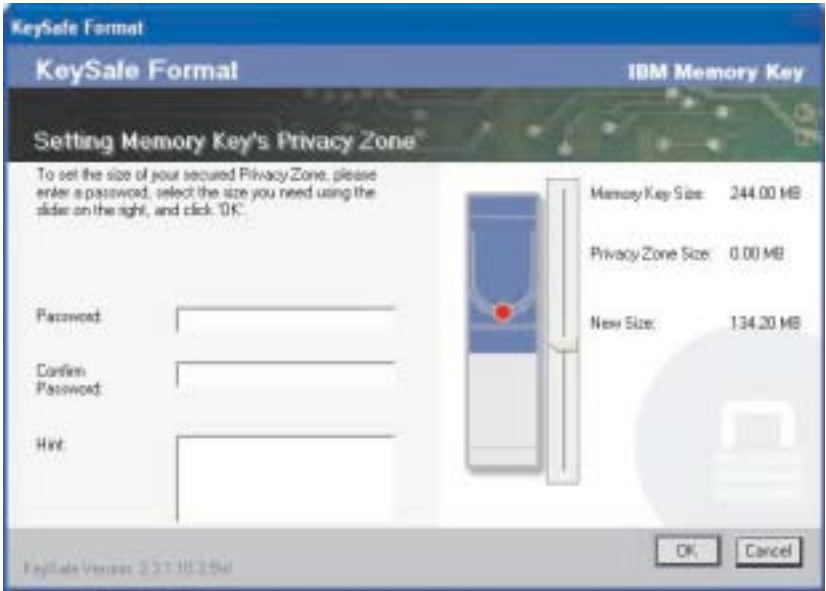 KeySafe Format
KeySafe Format
IBM Memory Key
Setting Memory Key's Privacy Zone
To set the size of your secured Privacy Zone, please
enter a password, select the size you need using the
slider on the right, and click 'OK'.
Password:
Confirm
Password:
Hint:
Memory Key Size: 244.00 MB
Privacy Zone Size: 0.00 MB
New Size: 134.20 MB
OK
Cancel
KeySafe Version: